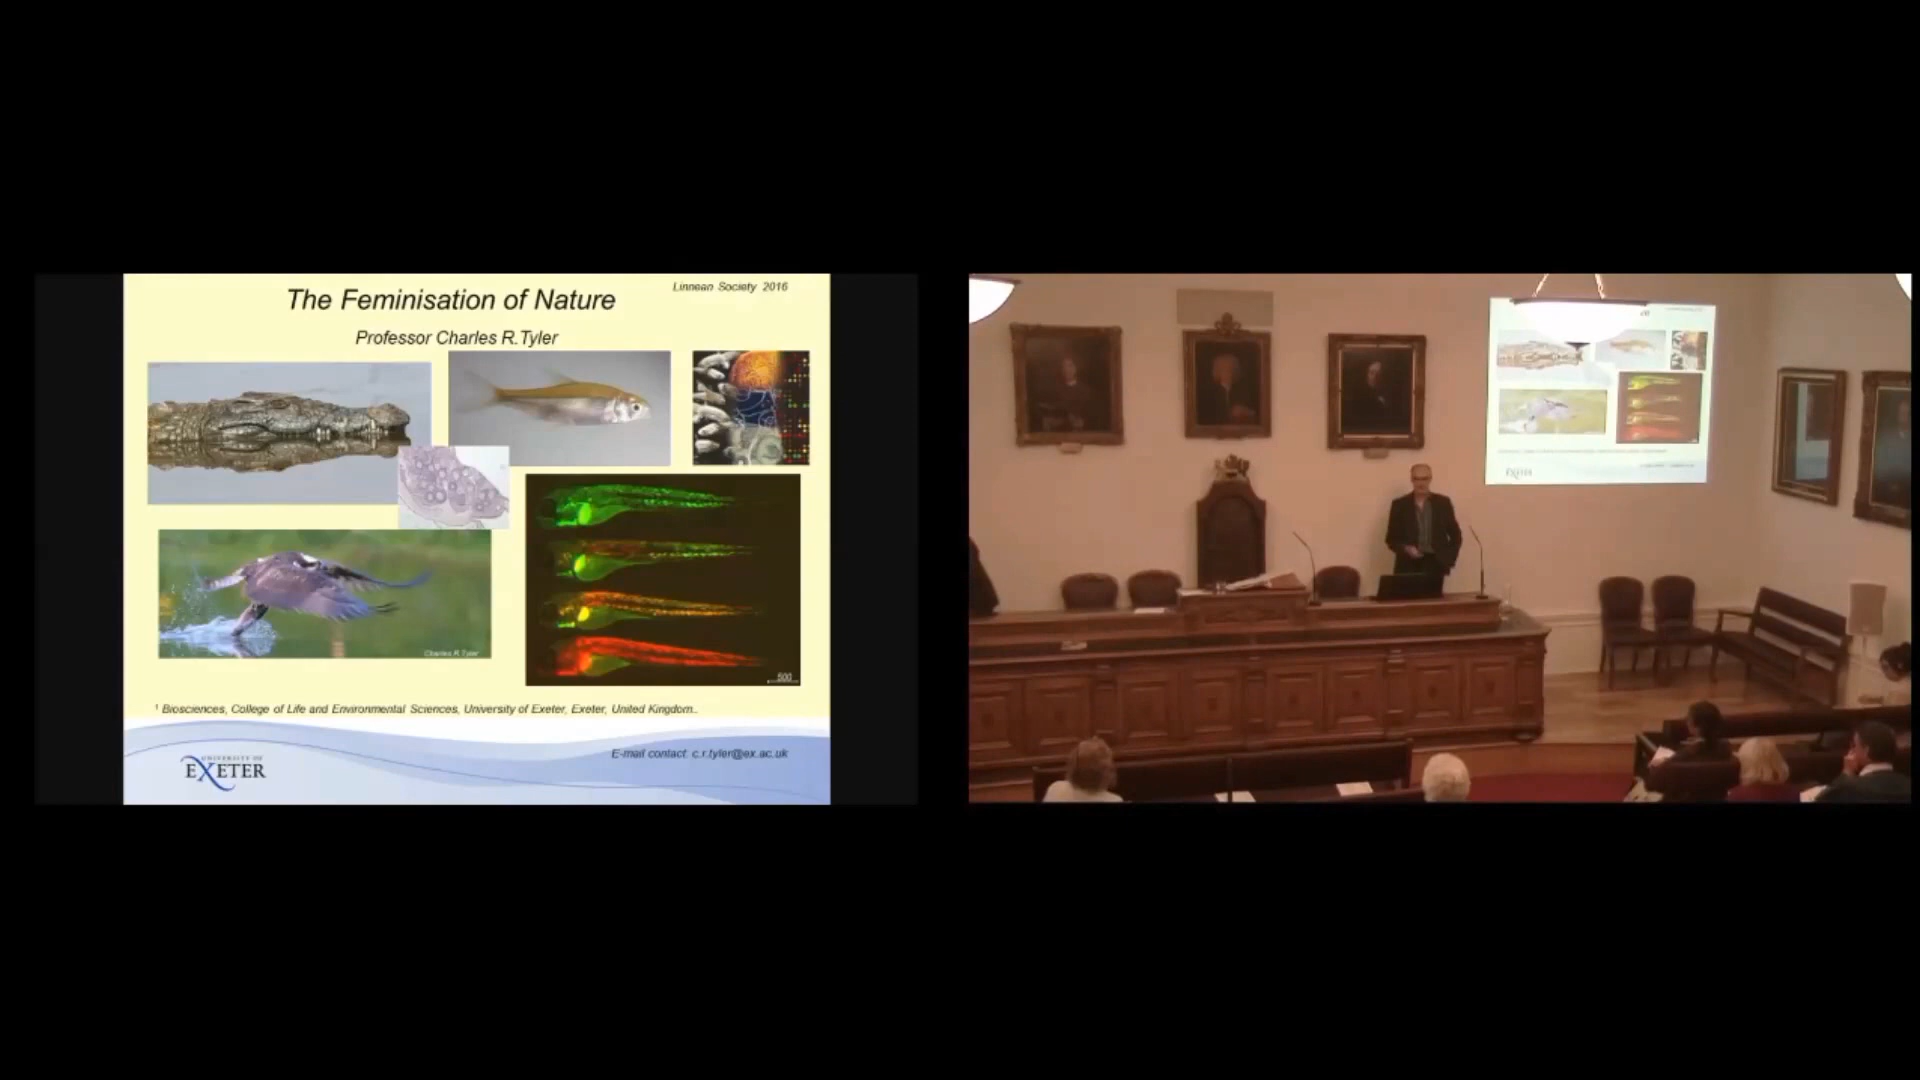 Linnean Society 2016
The Feminisation of Nature
Professor Charles R.Tyler
Charles R Tyler
500
¹ Biosciences, College of Life and Environmental Sciences, University of Exeter, Exeter, United Kingdom..
E-mail contact: c.r.tyler@ex.ac.uk
UNIVERSITY OF
EXETER
EXETER